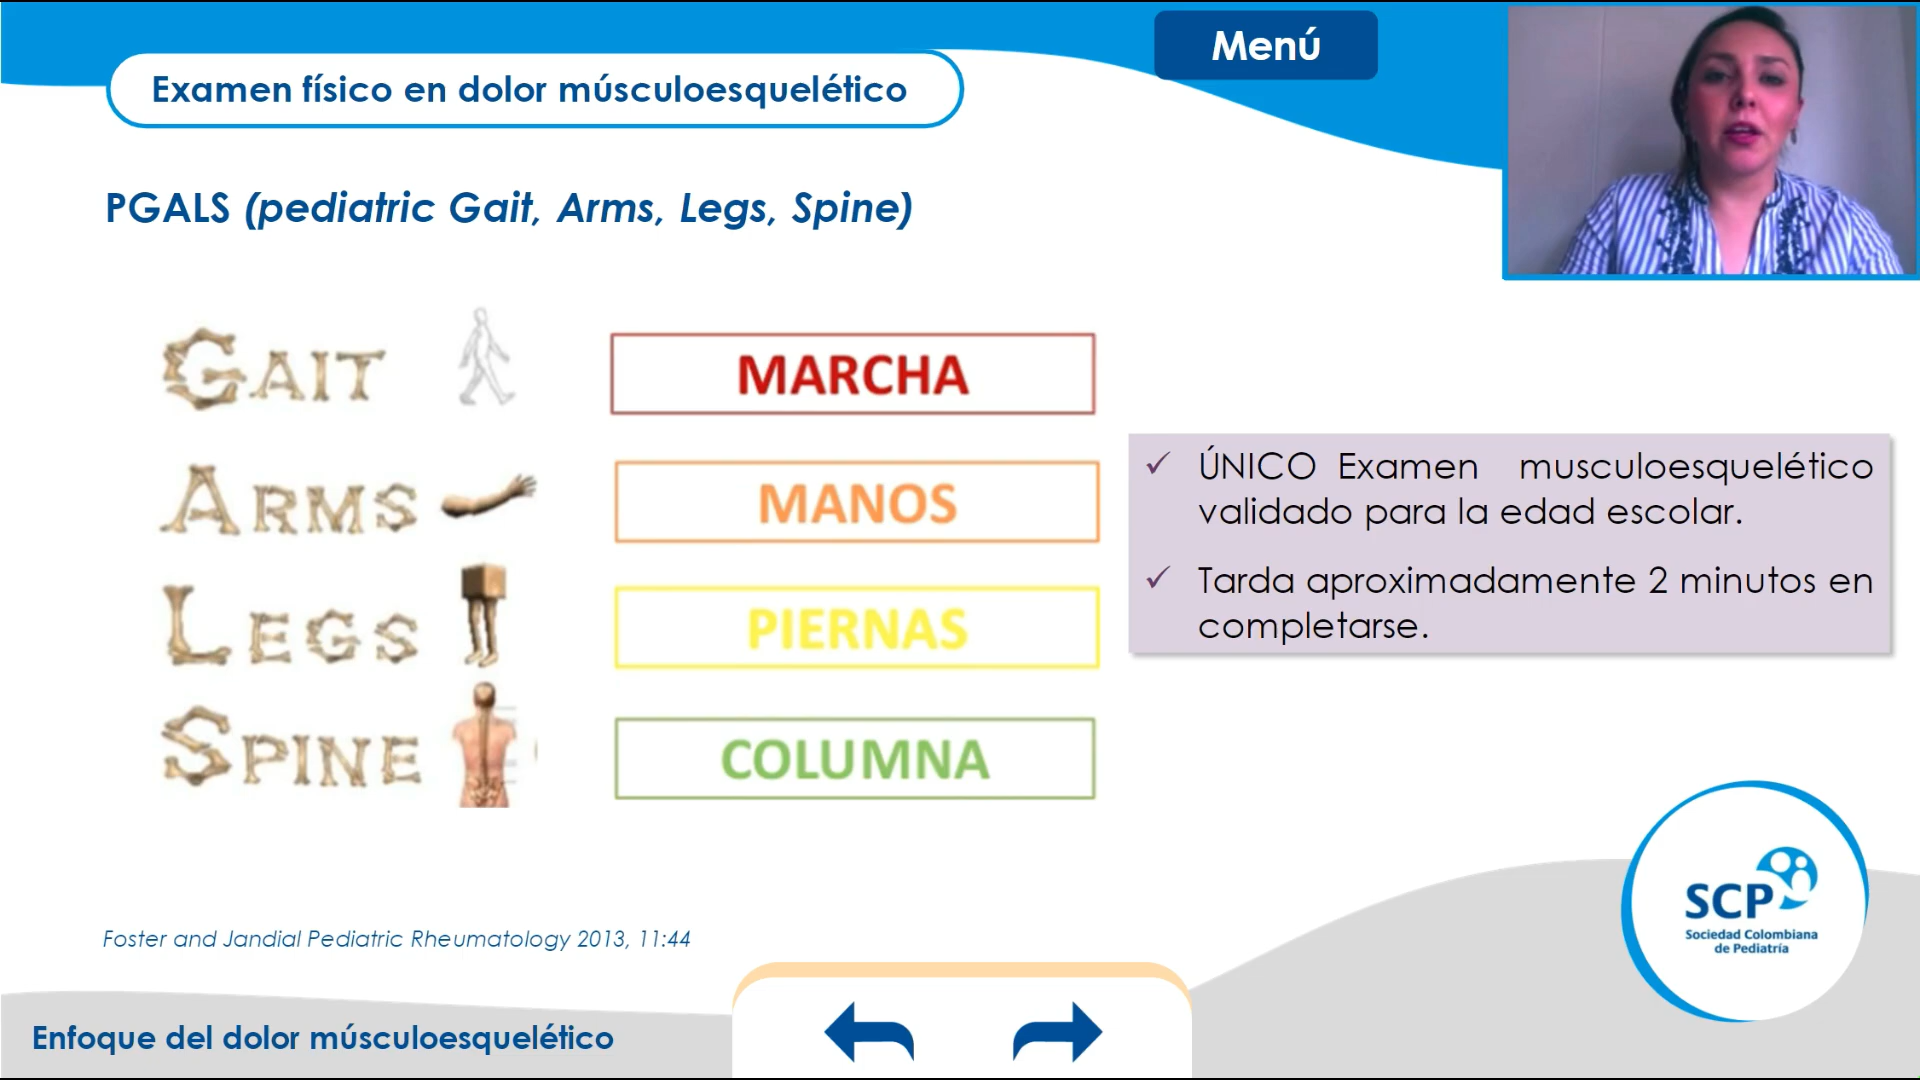 Menú
Examen físico en dolor músculoesquelético
PGALS (pediatric Gait, Arms, Legs, Spine)
GAIT
MARCHA
ARMS
MANOS
LEGS
PIERNAS
SPINE
COLUMNA
✓ ÚNICO Examen musculoesquelético
validado para la edad escolar.
✓ Tarda aproximadamente 2 minutos en
completarse.
SCP
Sociedad Colombiana
de Pediatría
Foster and Jandial Pediatric Rheumatology 2013, 11:44
Enfoque del dolor músculoesquelético